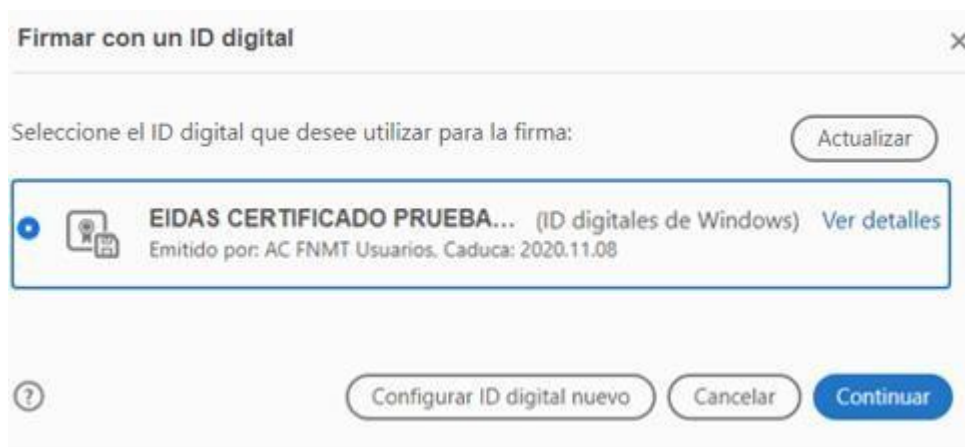 Firmar con un ID digital
Seleccione el ID digital que desee utilizar para la firma:
Actualizar
EIDAS CERTIFICADO PRUEBA... (ID digitales de Windows) Ver detalles
Emitido por: AC FNMT Usuarios. Caduca: 2020.11.08
Configurar ID digital nuevo Cancelar Continuar